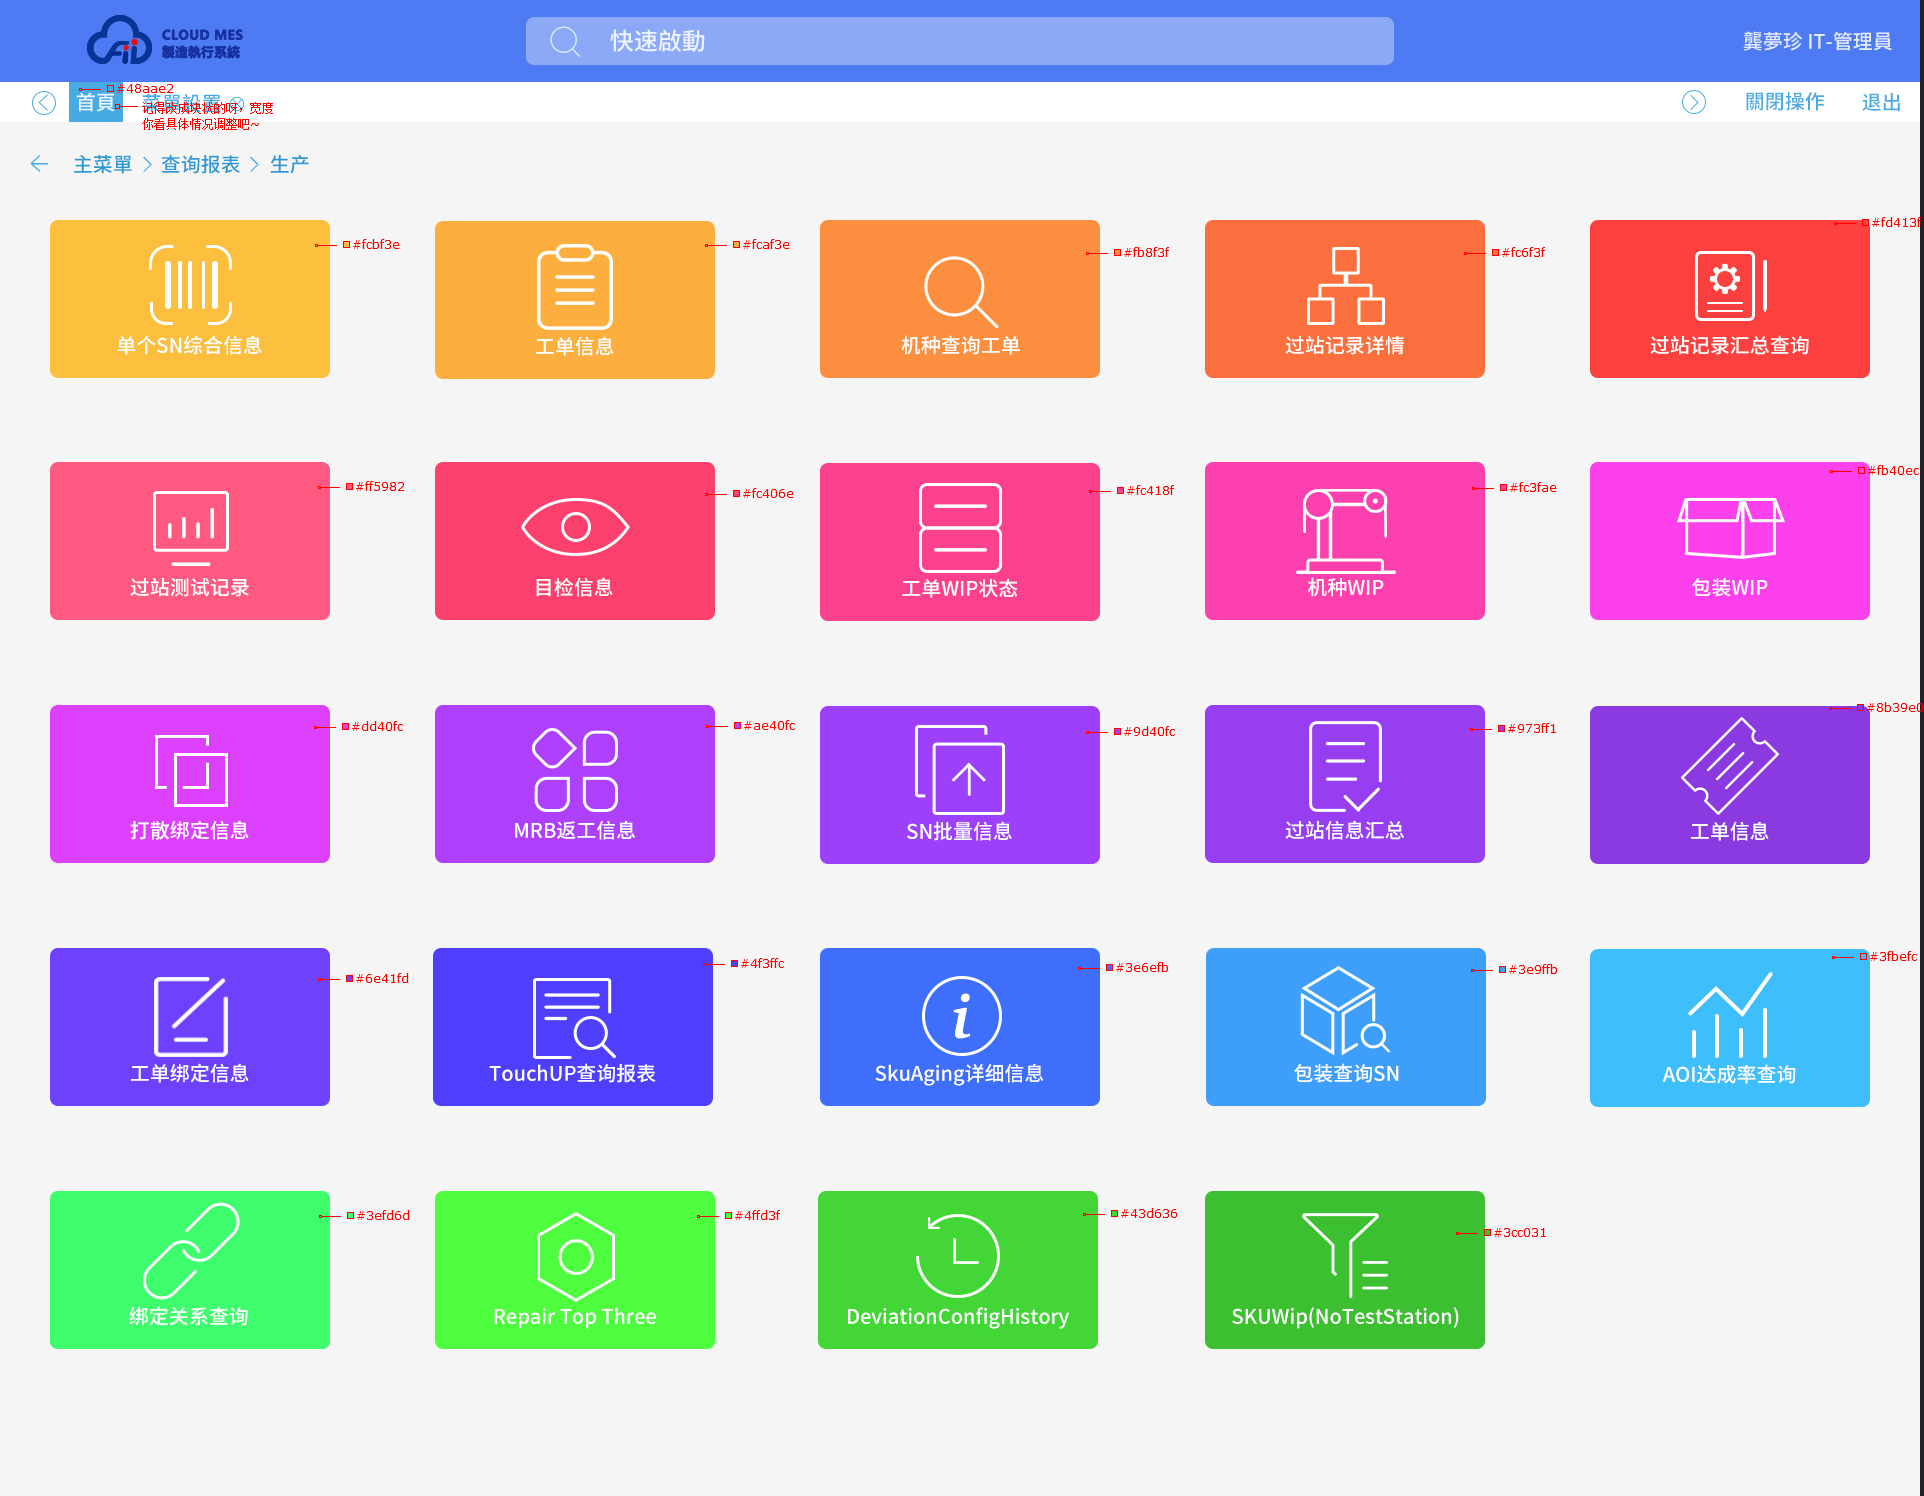 CLOUD MES
製造執行系統
快速啟動
龔夢珍 IT-管理員
#48aae2
首頁
菜單設置
记得改成块状的呀，宽度
你看具体情况调整吧~
關閉操作
退出
主菜單 > 查询报表 > 生产
#fcbf3e
#fcaf3e
#fb8f3f
#fc6f3f
#fd413f
单个SN综合信息
工单信息
机种查询工单
过站记录详情
过站记录汇总查询
#ff5982
#fc406e
#fc418f
#fc3fae
#fb40ec
过站测试记录
目检信息
工单WIP状态
机种WIP
包装WIP
#dd40fc
#ae40fc
#9d40fc
#973ff1
#8b39e0
打散绑定信息
MRB返工信息
SN批量信息
过站信息汇总
工单信息
#6e41fd
#4f3ffc
#3e6efb
#3e9ffb
#3fbefc
工单绑定信息
TouchUP查询报表
SkuAging详细信息
包装查询SN
AOI达成率查询
#3efd6d
#4ffd3f
#43d636
#3cc031
绑定关系查询
Repair Top Three
DeviationConfigHistory
SKUWip(NoTestStation)